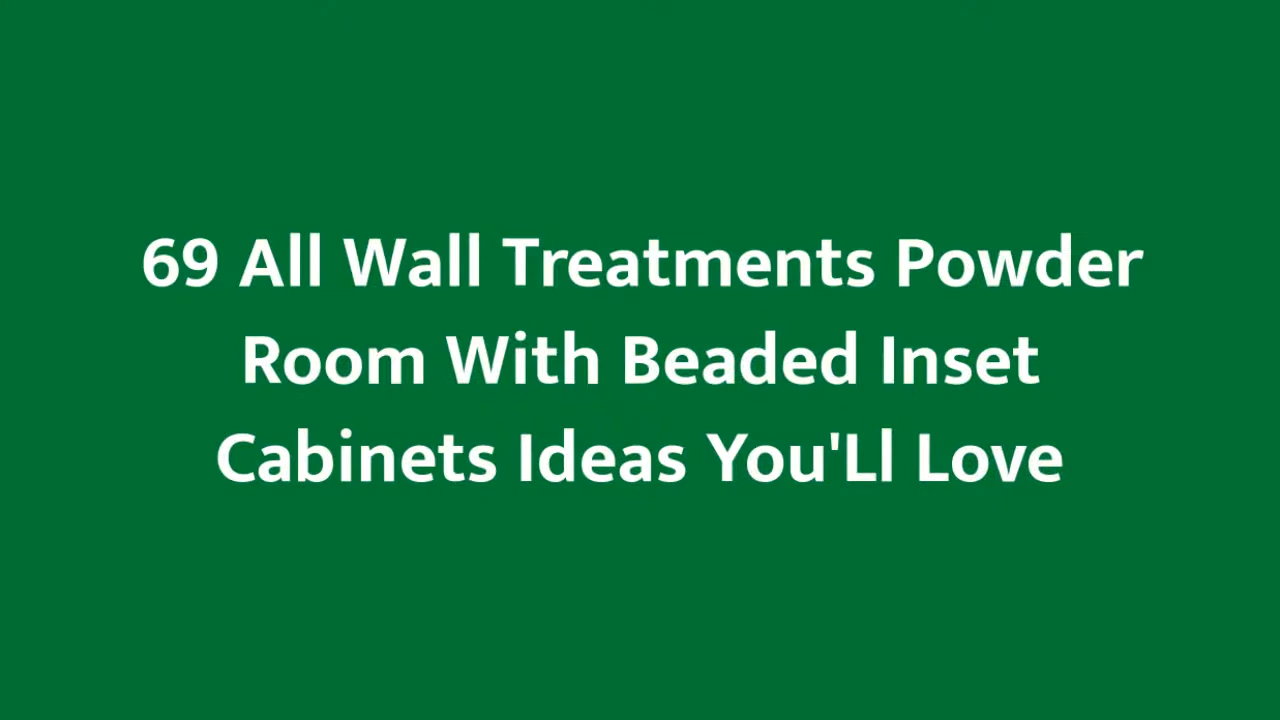 69 All Wall Treatments Powder
Room With Beaded Inset
Cabinets Ideas You'Ll Love